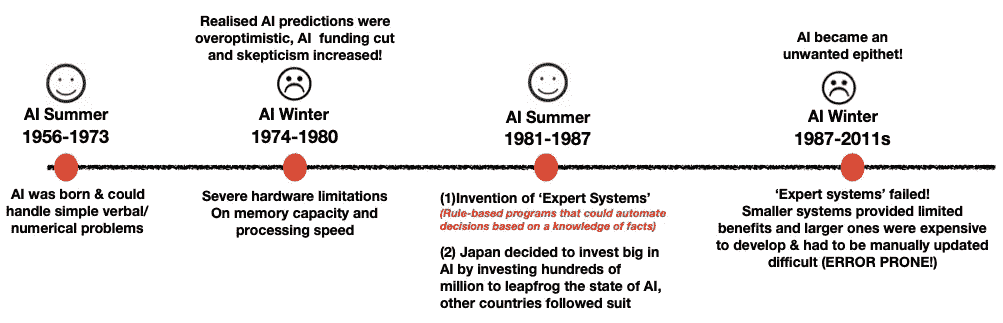 Realised AI predictions were
overoptimistic, AI funding cut
and skepticism increased!
AI became an
unwanted epithet!
AI Summer
1956-1973
AI Winter
1974-1980
AI Summer
1981-1987
AI Winter
1987-2011s
AI was born & could
handle simple verbal/
numerical problems
Severe hardware limitations
On memory capacity and
processing speed
(1)Invention of ‘Expert Systems’
(Rule-based programs that could automate
decisions based on a knowledge of facts)
(2) Japan decided to invest big in
AI by investing hundreds of
million to leapfrog the state of AI,
other countries followed suit
‘Expert systems’ failed!
Smaller systems provided limited
benefits and larger ones were expensive
to develop & had to be manually updated
difficult (ERROR PRONE!)